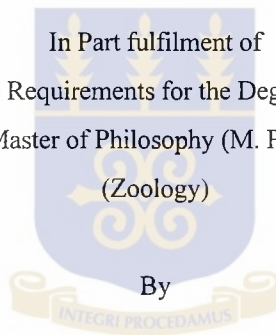 In Part fulfilment of
Requirements for the Deg
Master of Philosophy (M. P
(Zoology)
By
INTEGRI PROCEDAMUS